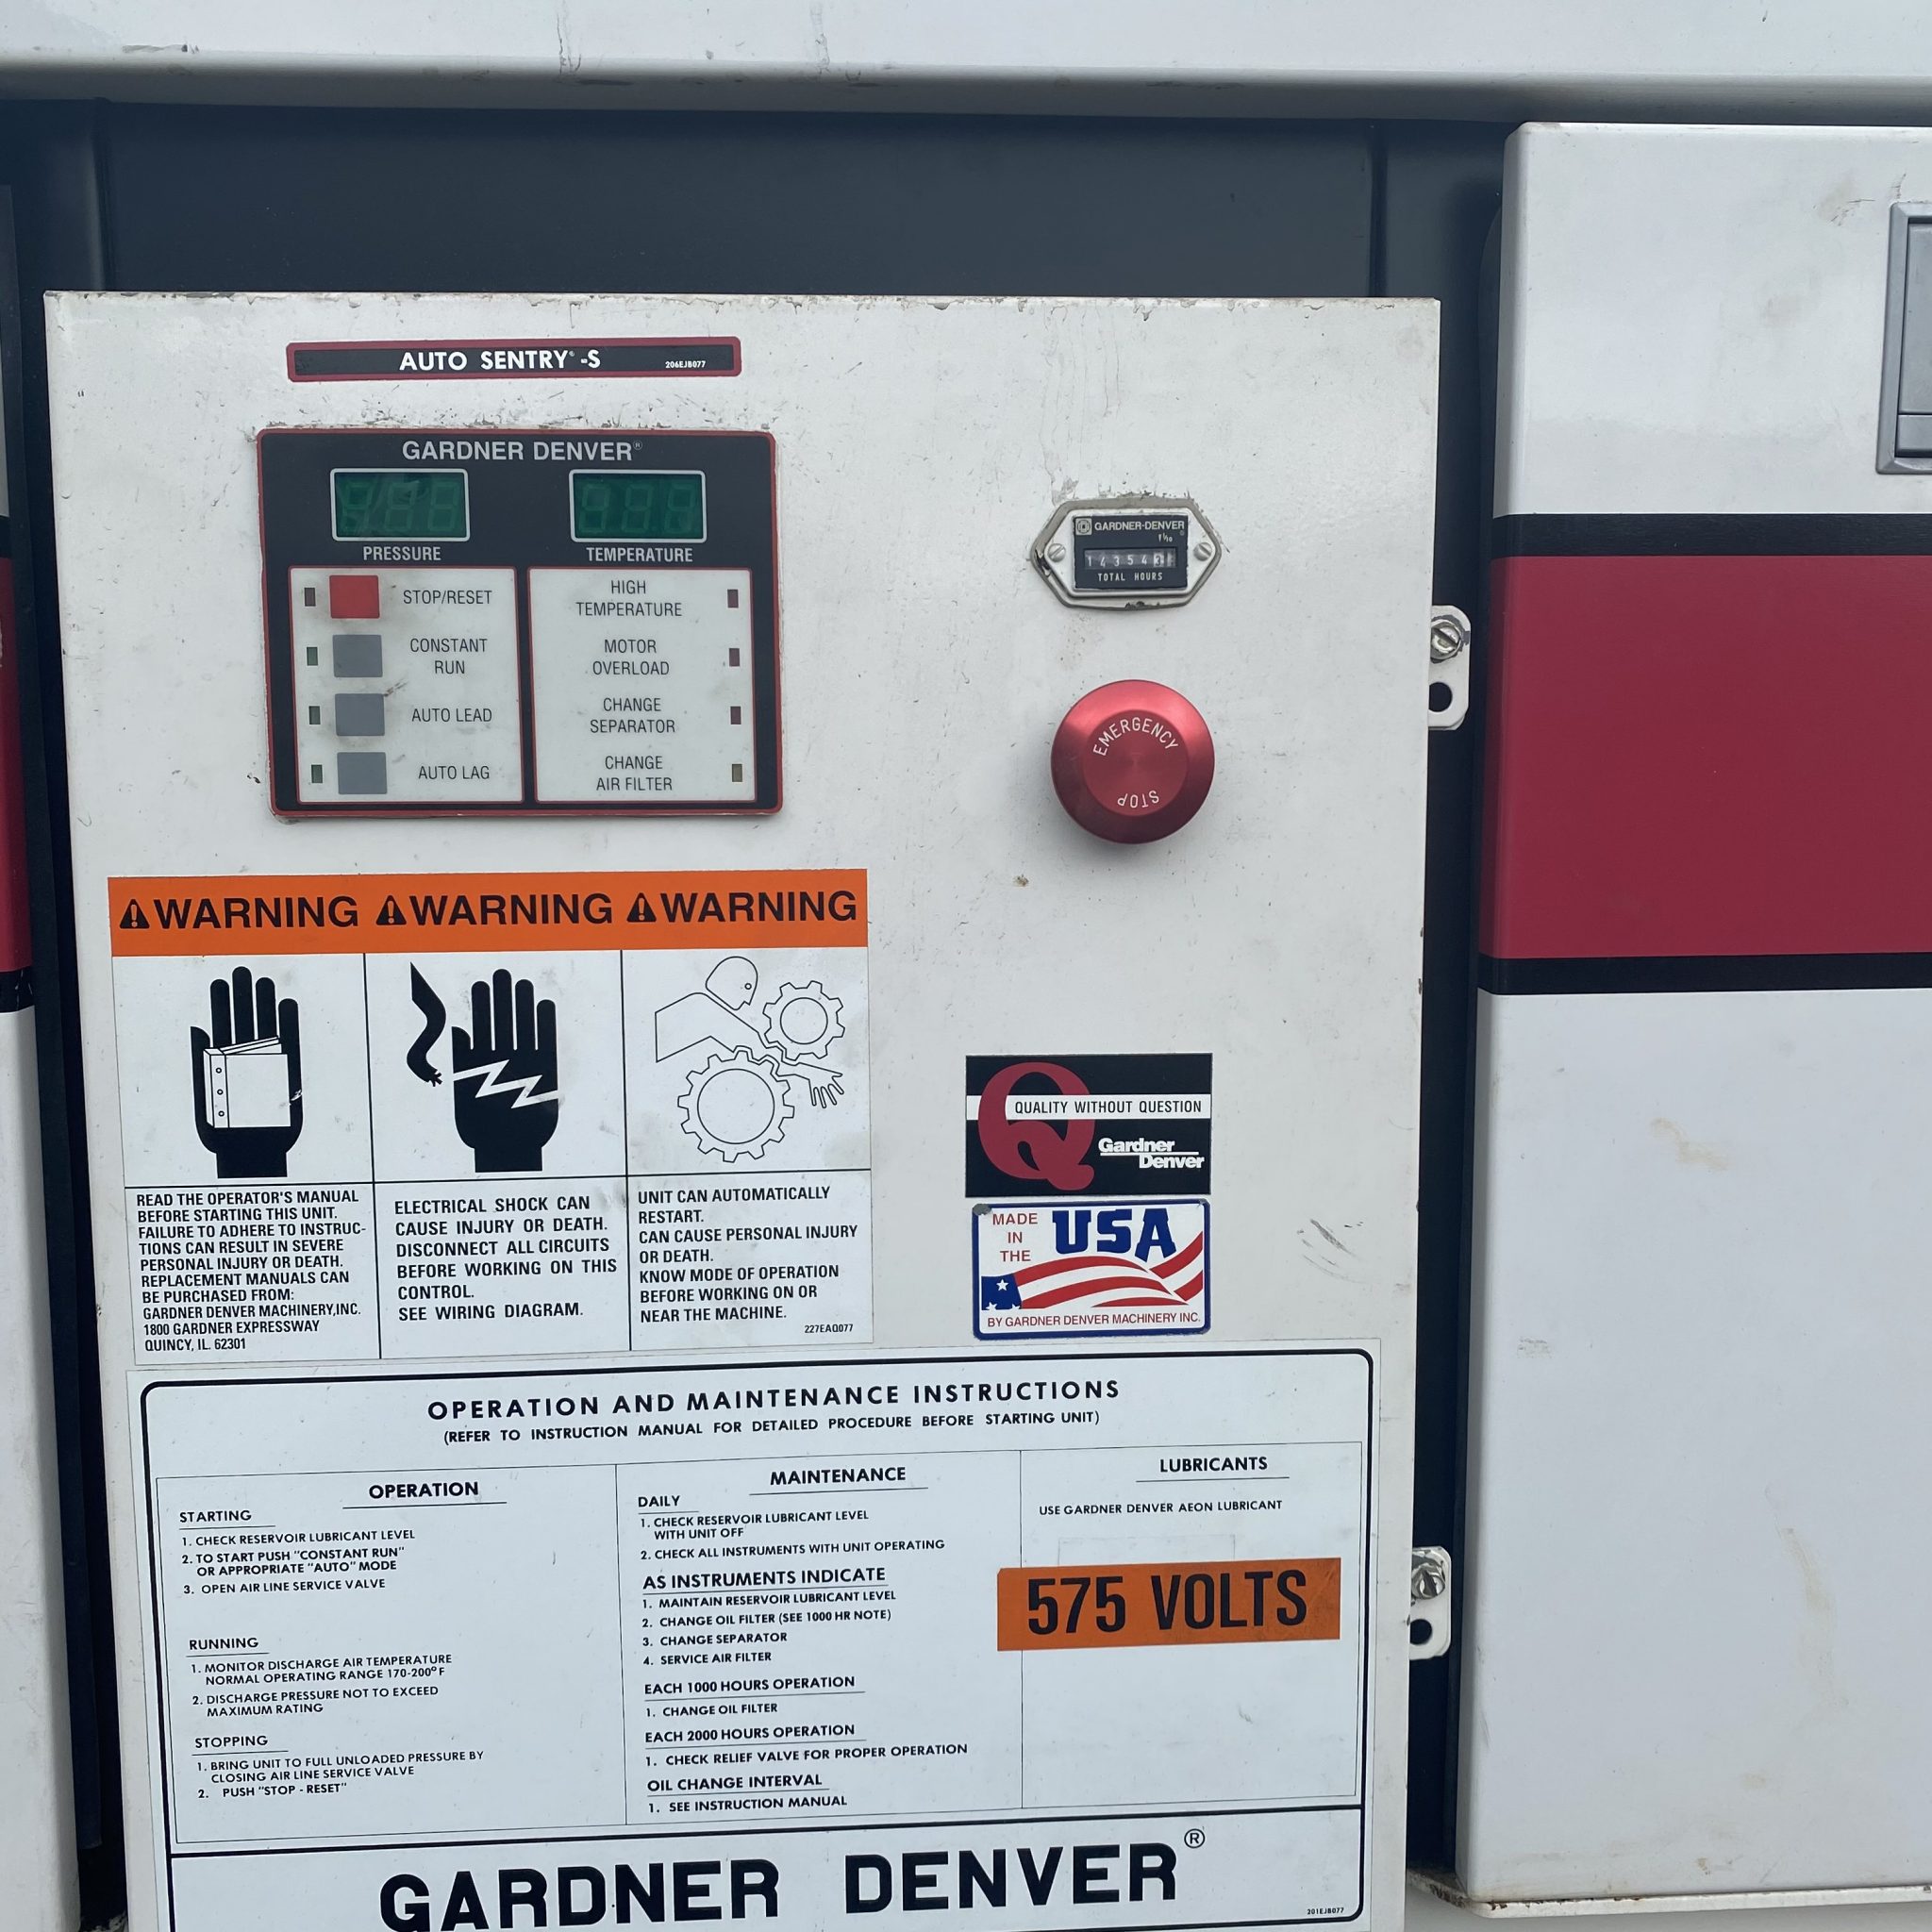 AUTO SENTRY® -S 206EJB077
GARDNER DENVER®
PRESSURE
TEMPERATURE
STOP/RESET
CONSTANT
RUN
AUTO LEAD
AUTO LAG
HIGH
TEMPERATURE
MOTOR
OVERLOAD
CHANGE
SEPARATOR
CHANGE
AIR FILTER
GARDNER-DENVER
1/10
TOTAL HOURS
EMERGENCY
STOP
WARNING WARNING WARNING
READ THE OPERATOR'S MANUAL
BEFORE STARTING THIS UNIT.
FAILURE TO ADHERE TO INSTRUC-
TIONS CAN RESULT IN SEVERE
PERSONAL INJURY OR DEATH.
REPLACEMENT MANUALS CAN
BE PURCHASED FROM:
GARDNER DENVER MACHINERY,INC.
1800 GARDNER EXPRESSWAY
QUINCY, IL. 62301
ELECTRICAL SHOCK CAN
CAUSE INJURY OR DEATH.
DISCONNECT ALL CIRCUITS
BEFORE WORKING ON THIS
CONTROL.
SEE WIRING DIAGRAM.
UNIT CAN AUTOMATICALLY
RESTART.
CAN CAUSE PERSONAL INJURY
OR DEATH.
KNOW MODE OF OPERATION
BEFORE WORKING ON OR
NEAR THE MACHINE.
227EAQ077
Q
QUALITY WITHOUT QUESTION
Gardner
Denver
MADE
IN
THE
USA
BY GARDNER DENVER MACHINERY INC.
OPERATION AND MAINTENANCE INSTRUCTIONS
(REFER TO INSTRUCTION MANUAL FOR DETAILED PROCEDURE BEFORE STARTING UNIT)
OPERATION
STARTING
1. CHECK RESERVOIR LUBRICANT LEVEL
2. TO START PUSH "CONSTANT RUN"
OR APPROPRIATE "AUTO" MODE
3. OPEN AIR LINE SERVICE VALVE
RUNNING
1. MONITOR DISCHARGE AIR TEMPERATURE
NORMAL OPERATING RANGE 170-200°F
2. DISCHARGE PRESSURE NOT TO EXCEED
MAXIMUM RATING
STOPPING
1. BRING UNIT TO FULL UNLOADED PRESSURE BY
CLOSING AIR LINE SERVICE VALVE
2. PUSH "STOP - RESET"
MAINTENANCE
DAILY
1. CHECK RESERVOIR LUBRICANT LEVEL
WITH UNIT OFF
2. CHECK ALL INSTRUMENTS WITH UNIT OPERATING
AS INSTRUMENTS INDICATE
1. MAINTAIN RESERVOIR LUBRICANT LEVEL
2. CHANGE OIL FILTER (SEE 1000 HR NOTE)
3. CHANGE SEPARATOR
4. SERVICE AIR FILTER
EACH 1000 HOURS OPERATION
1. CHANGE OIL FILTER
EACH 2000 HOURS OPERATION
1. CHECK RELIEF VALVE FOR PROPER OPERATION
OIL CHANGE INTERVAL
1. SEE INSTRUCTION MANUAL
LUBRICANTS
USE GARDNER DENVER AEON LUBRICANT
575 VOLTS
GARDNER DENVER®
201EJB077